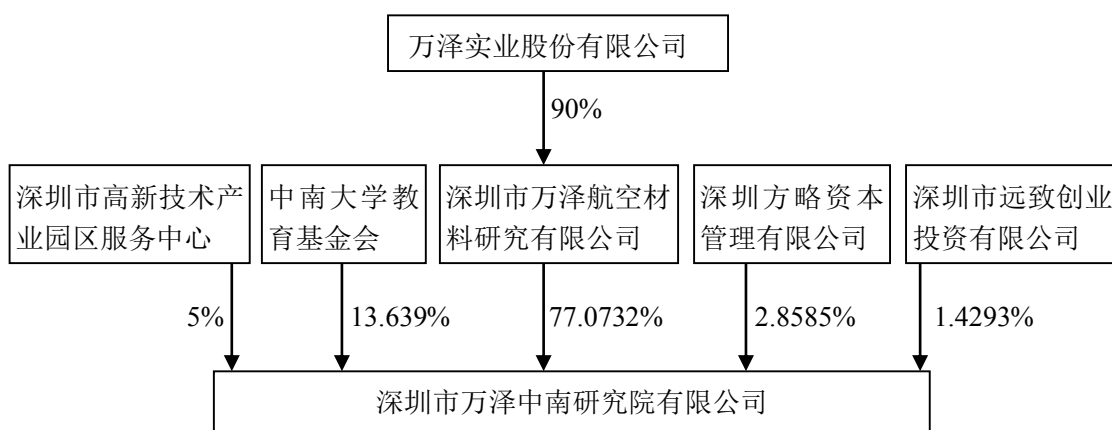 万泽实业股份有限公司
90%
深圳市高新技术产
业园区服务中心
中南大学教
育基金会
深圳市万泽航空材
料研究有限公司
深圳方略资本
管理有限公司
深圳市远致创业
投资有限公司
5%
13.639%
77.0732%
2.8585%
1.4293%
深圳市万泽中南研究院有限公司